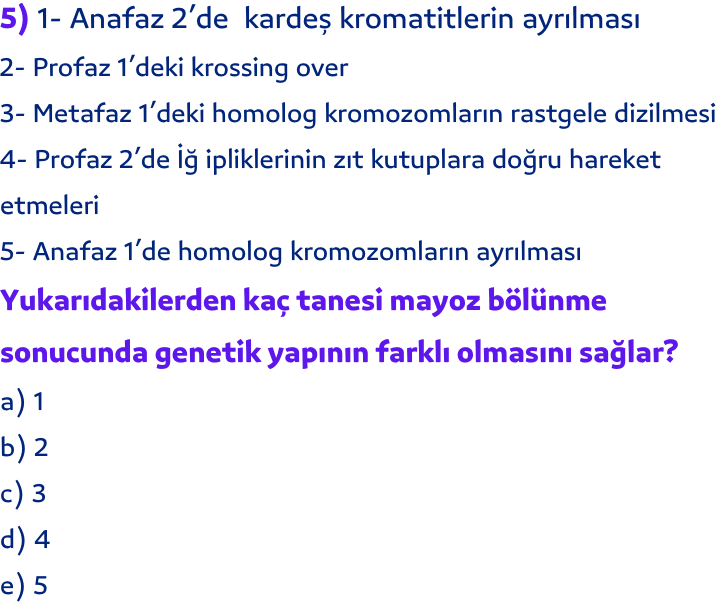 5) 1- Anafaz 2’de kardeş kromatitlerin ayrılması
2- Profaz 1’deki krossing over
3- Metafaz 1’deki homolog kromozomların rastgele dizilmesi
4- Profaz 2’de İğ ipliklerinin zıt kutuplara doğru hareket
etmeleri
5- Anafaz 1’de homolog kromozomların ayrılması
Yukarıdakilerden kaç tanesi mayoz bölünme
sonucunda genetik yapının farklı olmasını sağlar?
a) 1
b) 2
c) 3
d) 4
e) 5